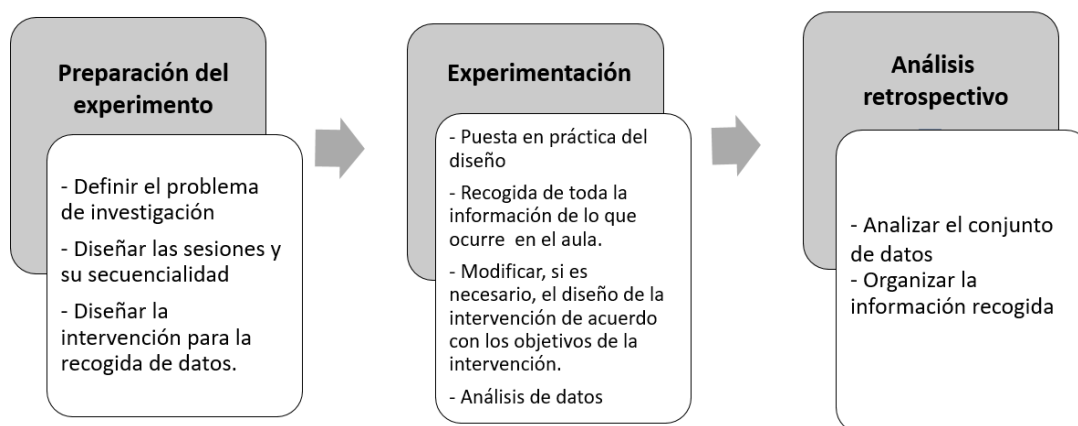 Preparación del
experimento
- Definir el problema
de investigación
- Diseñar las sesiones y
su secuencialidad
- Diseñar la
intervención para la
recogida de datos.
Experimentación
- Puesta en práctica del
diseño
- Recogida de toda la
información de lo que
ocurre en el aula.
- Modificar, si es
necesario, el diseño de la
intervención de acuerdo
con los objetivos de la
intervención.
- Análisis de datos
Análisis
retrospectivo
- Analizar el conjunto
de datos
- Organizar la
información recogida